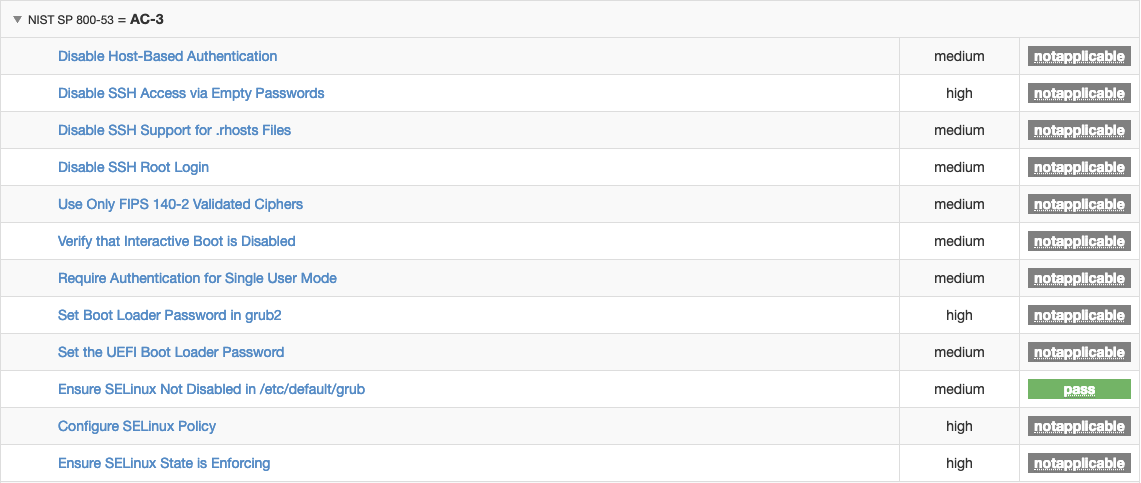 ▼ NIST SP 800-53 = AC-3
Disable Host-Based Authentication medium notapplicable
Disable SSH Access via Empty Passwords high notapplicable
Disable SSH Support for .rhosts Files medium notapplicable
Disable SSH Root Login medium notapplicable
Use Only FIPS 140-2 Validated Ciphers medium notapplicable
Verify that Interactive Boot is Disabled medium notapplicable
Require Authentication for Single User Mode medium notapplicable
Set Boot Loader Password in grub2 high notapplicable
Set the UEFI Boot Loader Password medium notapplicable
Ensure SELinux Not Disabled in /etc/default/grub medium pass
Configure SELinux Policy high notapplicable
Ensure SELinux State is Enforcing high notapplicable